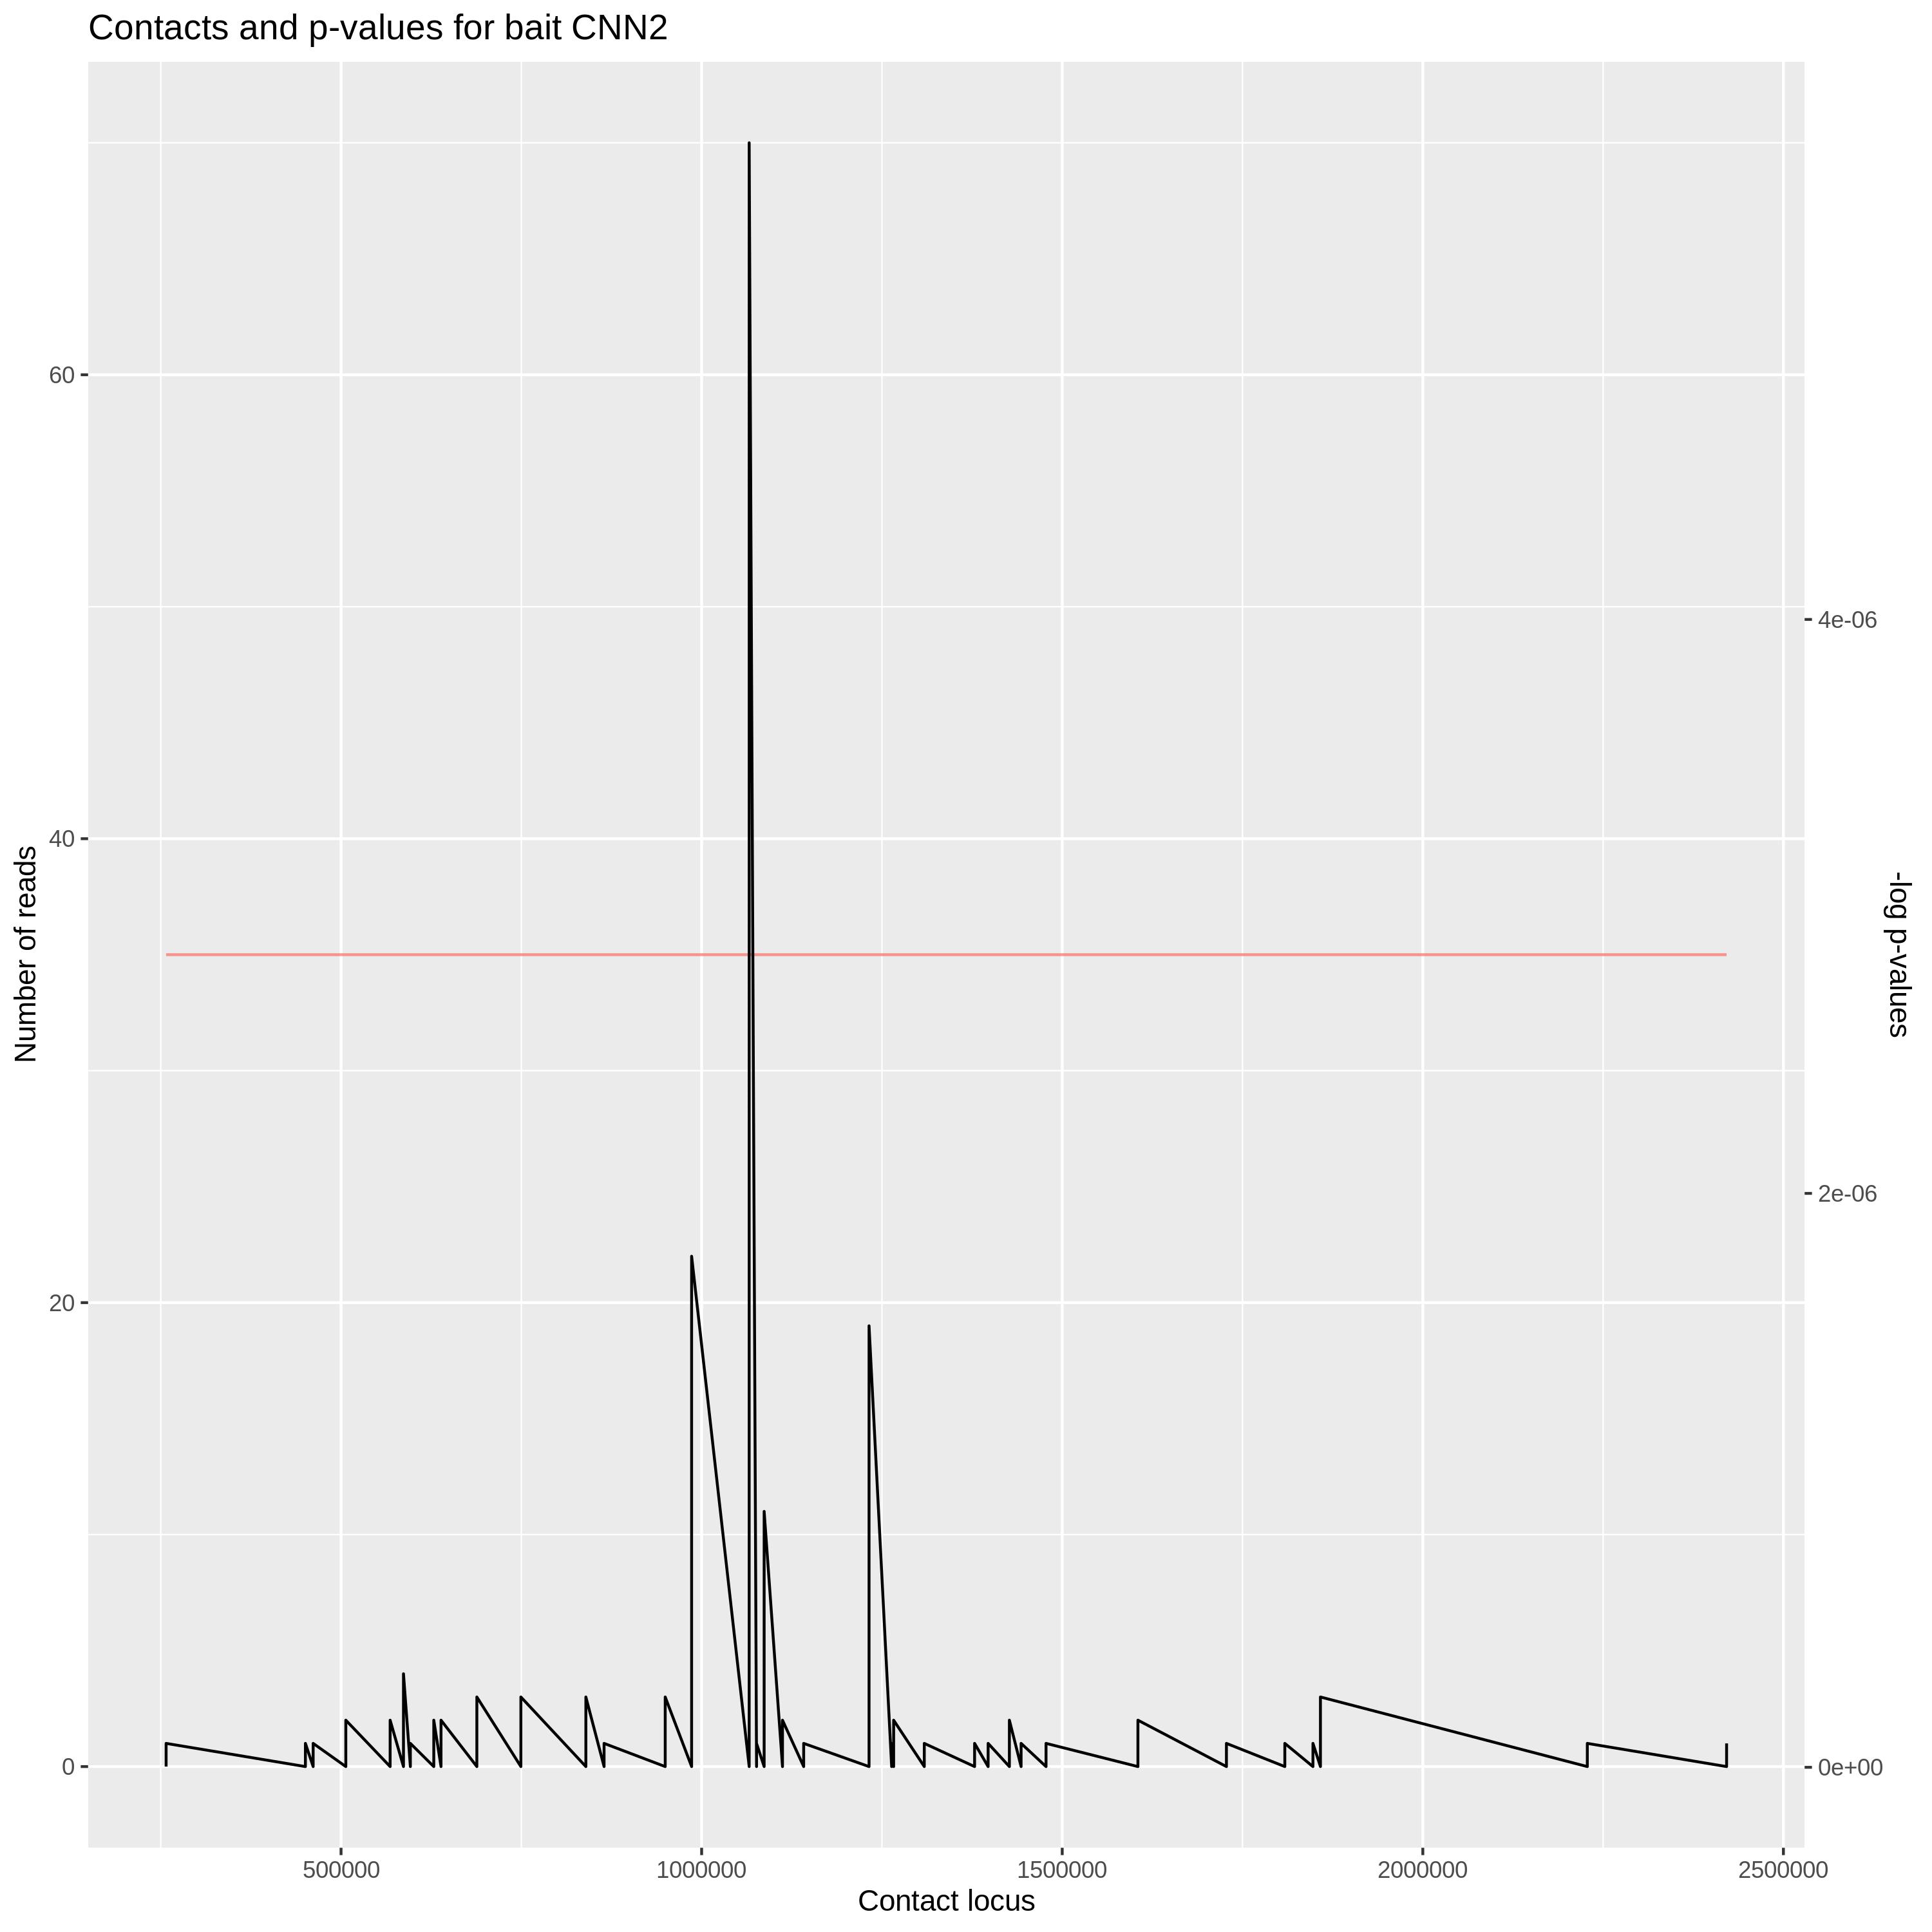 Contacts and p-values for bait CNN2
Number of reads
60
40
20
0
4e-06
2e-06
0e+00
-log p-values
500000
1000000
1500000
2000000
2500000
Contact locus